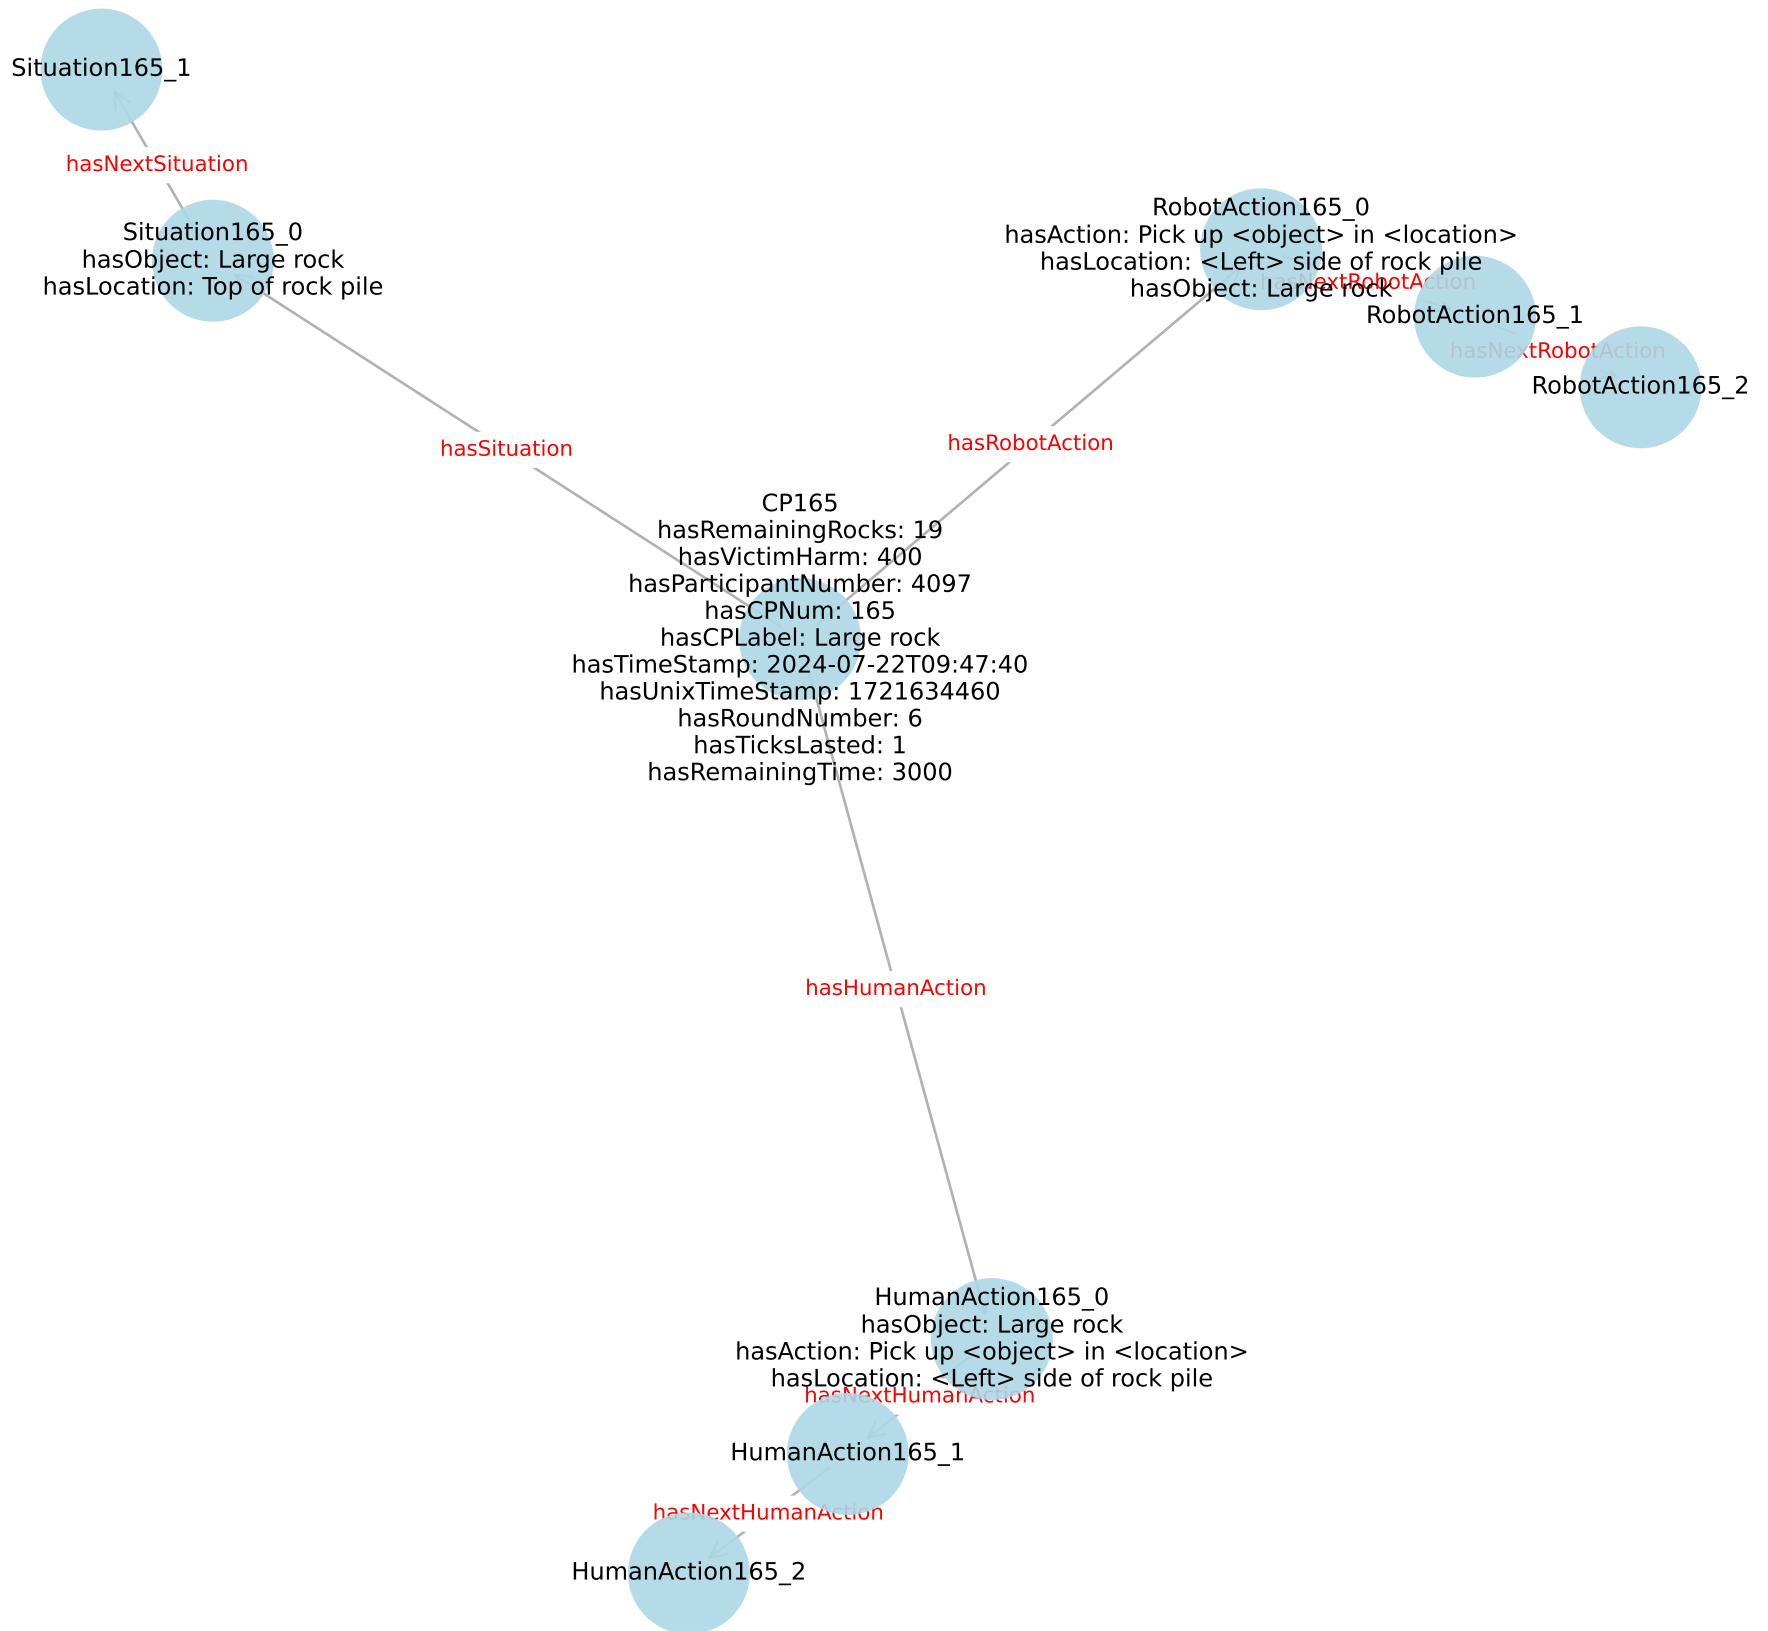 Situation165_1
hasNextSituation
Situation165_0
hasObject: Large rock
hasLocation: Top of rock pile
RobotAction165_0
hasAction: Pick up <object> in <location>
hasLocation: <Left> side of rock pile
hasNextRobotAction
hasObject: Large rock
RobotAction165_1
hasNextRobotAction
RobotAction165_2
hasSituation
hasRobotAction
CP165
hasRemainingRocks: 19
hasVictimHarm: 400
hasParticipantNumber: 4097
hasCPNum: 165
hasCPLabel: Large rock
hasTimeStamp: 2024-07-22T09:47:40
hasUnixTimeStamp: 1721634460
hasRoundNumber: 6
hasTicksLasted: 1
hasRemainingTime: 3000
hasHumanAction
HumanAction165_0
hasObject: Large rock
hasAction: Pick up <object> in <location>
hasLocation: <Left> side of rock pile
hasNextHumanAction
HumanAction165_1
hasNextHumanAction
HumanAction165_2